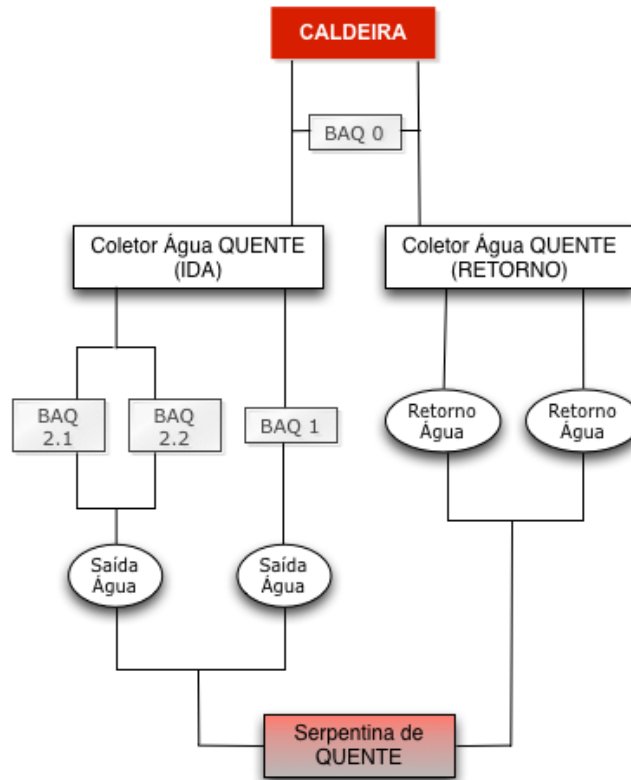 CALDEIRA
BAQ 0
Coletor Água QUENTE
(IDA)
Coletor Água QUENTE
(RETORNO)
BAQ
2.1
BAQ
2.2
BAQ 1
Retorno
Água
Retorno
Água
Saída
Água
Saída
Água
Serpentina de
QUENTE